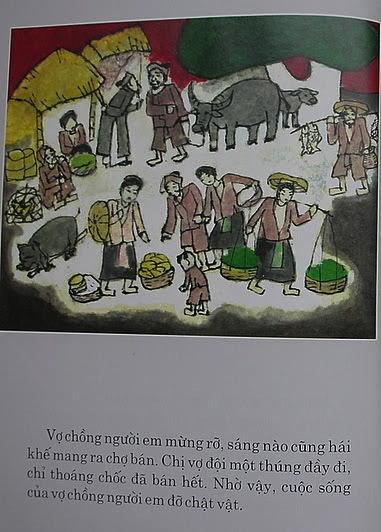 Vợ chồng người em mừng rỡ, sáng nào cũng hái
khế mang ra chợ bán. Chị vợ đội một thúng đầy đi,
chỉ thoáng chốc đã bán hết. Nhờ vậy, cuộc sống
của vợ chồng người em đỡ chật vật.